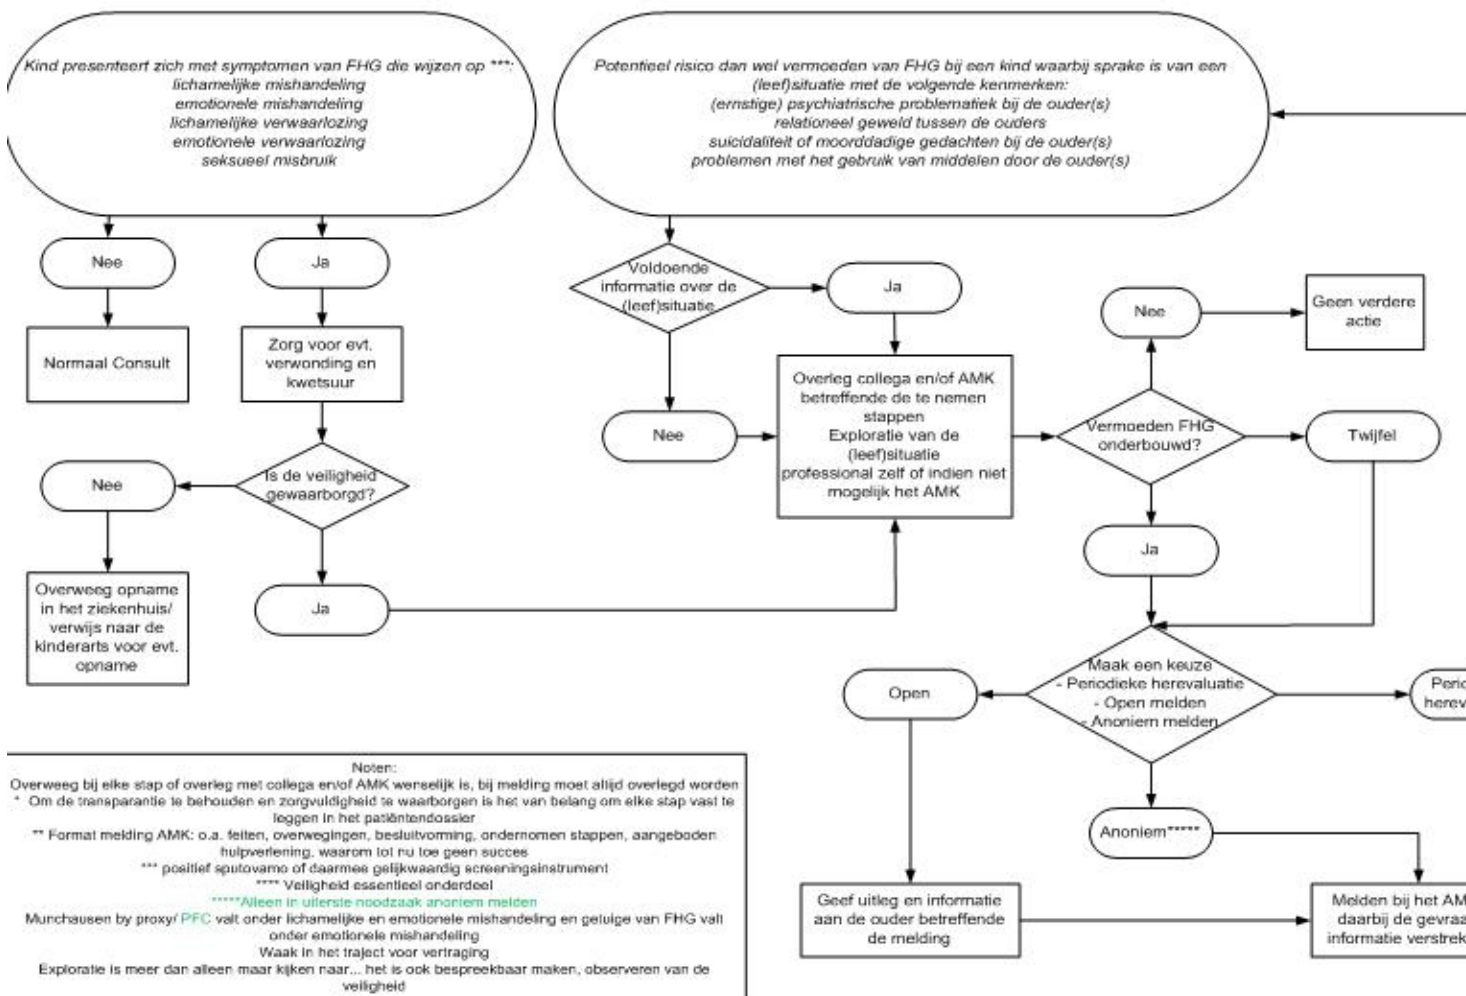 Kind presenteert zich met symptomen van FHG die wijzen op ***:
lichamelijke mishandeling
emotionele mishandeling
lichamelijke verwaarlozing
emotionele verwaarlozing
seksueel misbruik
Potentieel risico dan wel vermoeden van FHG bij een kind waarbij sprake is van een
(leef)situatie met de volgende kenmerken:
(ernstige) psychiatrische problematiek bij de ouder(s)
relationeel geweld tussen de ouders
suicidaliteit of moorddadige gedachten bij de ouder(s)
problemen met het gebruik van middelen door de ouder(s)
Nee
Ja
Normaal Consult
Zorg voor evt.
verwonding en
kwetsuur
Is de veiligheid
gewaarborgd?
Nee
Overweeg opname
in het ziekenhuis/
verwijs naar de
kinderarts voor evt.
opname
Ja
Voldoende
informatie over de
(leef)situatie
Ja
Nee
Overleg collega en/of AMK
betreffende de te nemen
stappen
Exploratie van de
(leef)situatie
professional zelf of indien niet
mogelijk het AMK
Vermoeden FHG
onderbouwd?
Nee
Geen verdere
actie
Twijfel
Ja
Maak een keuze
- Periodieke herevaluatie
- Open melden
- Anoniem melden
Open
Perio
herev
Anoniem*****
Geef uitleg en informatie
aan de ouder betreffende
de melding
Melden bij het AM
daarbij de gevraa
informatie verstrek
Noten:
Overweeg bij elke stap of overleg met collega en/of AMK wenselijk is, bij melding moet altijd overlegd worden
* Om de transparantie te behouden en zorgvuldigheid te waarborgen is het van belang om elke stap vast te
leggen in het patiëntendossier
** Format melding AMK: o.a. feiten, overwegingen, besluitvorming, ondernomen stappen, aangeboden
hulpverlening, waarom tot nu toe geen succes
*** positief sputovamo of daarmee gelijkwaardig screeningsinstrument
**** Veiligheid essentieel onderdeel
*****Alleen in uiterste noodzaak anoniem melden
Munchausen by proxy/ PFC valt onder lichamelijke en emotionele mishandeling en getuige van FHG valt
onder emotionele mishandeling
Waak in het traject voor vertraging
Exploratie is meer dan alleen maar kijken naar... het is ook bespreekbaar maken, observeren van de
veiligheid